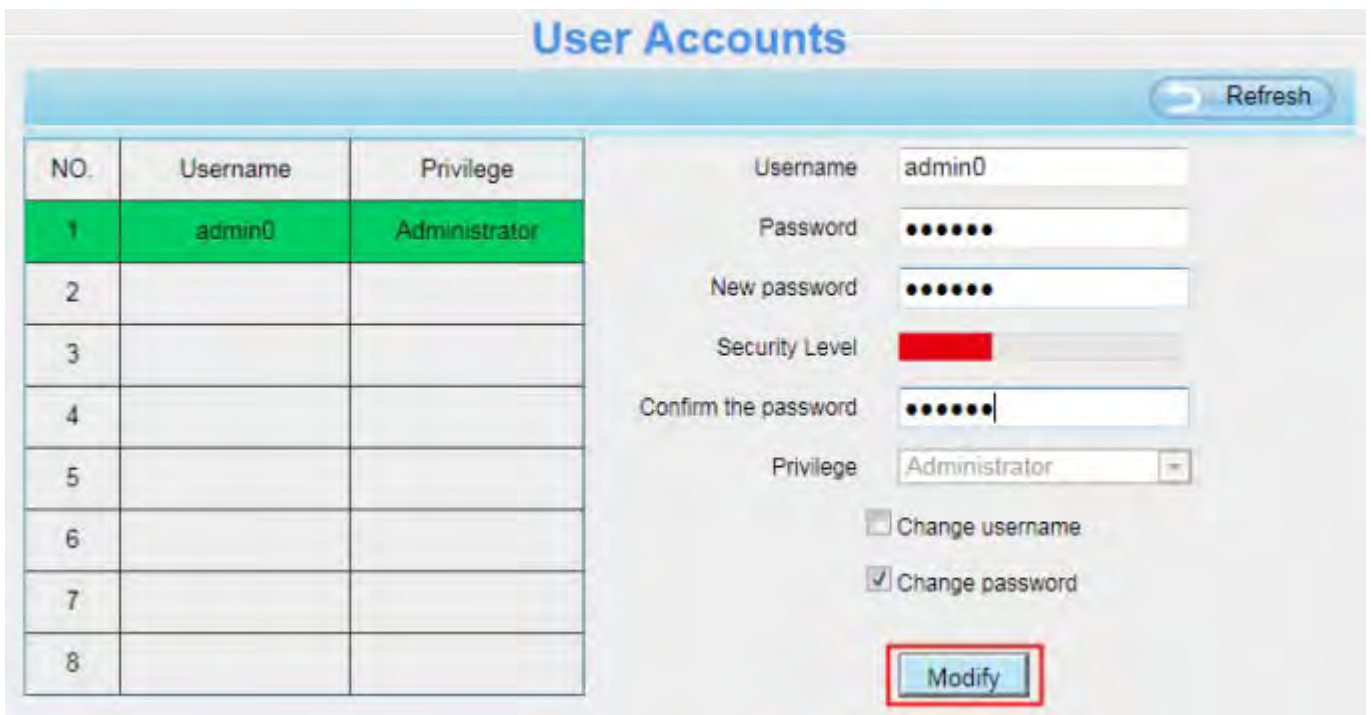 User Accounts
Refresh
NO. Username Privilege
1 admin0 Administrator
2
3
4
5
6
7
8
Username admin0
Password ●●●●●●
New password ●●●●●●
Security Level
Confirm the password ●●●●●●
Privilege Administrator
Change username
Change password
Modify